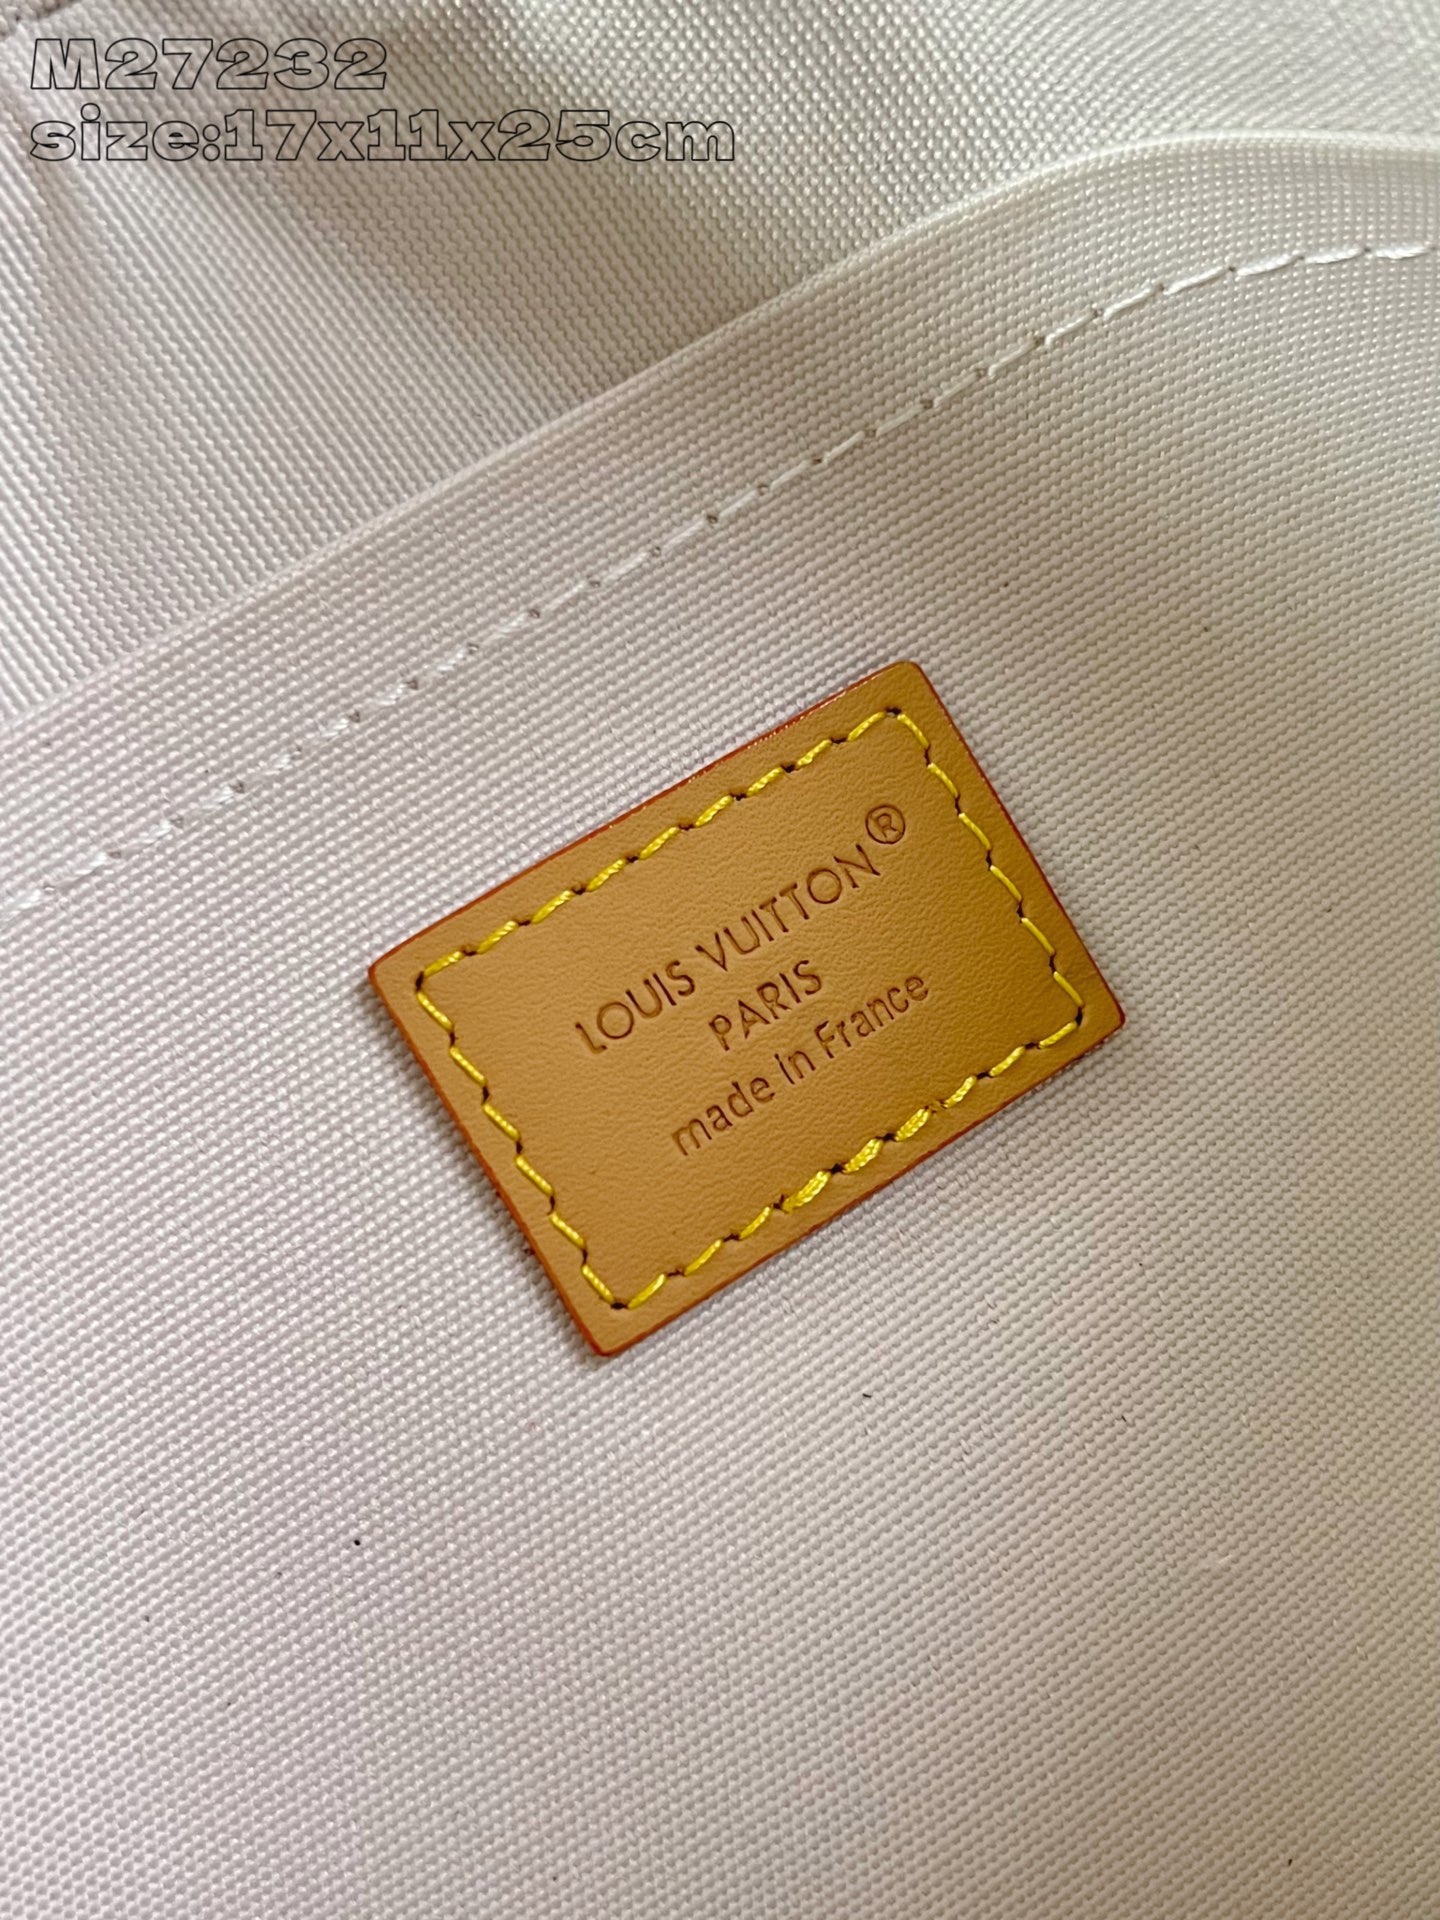 M27232
size:17x11x25cm
LOUIS VUITTON®
PARIS
made in France